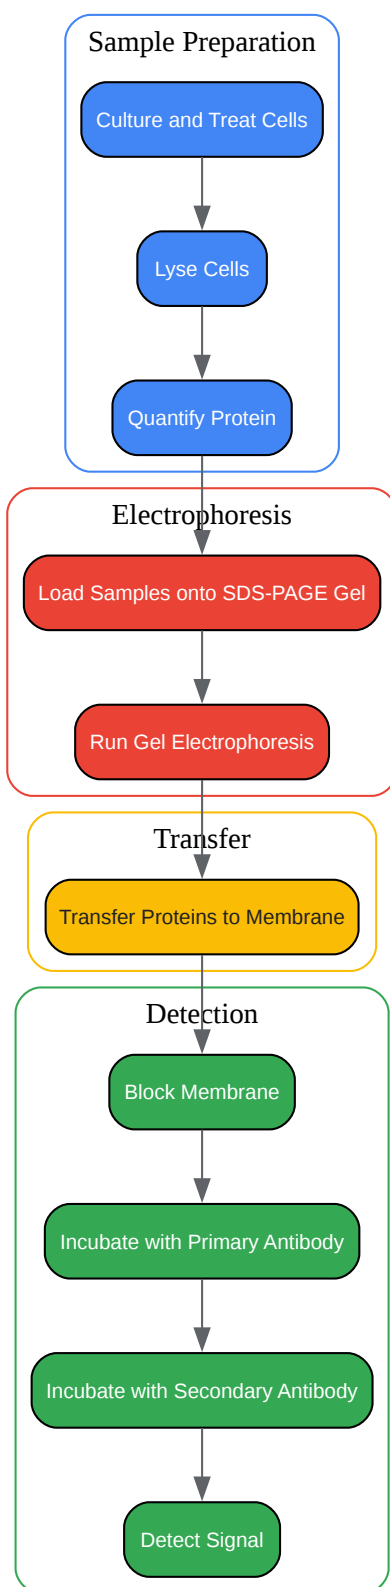 Sample Preparation
Culture and Treat Cells
Lyse Cells
Quantify Protein
Electrophoresis
Load Samples onto SDS-PAGE Gel
Run Gel Electrophoresis
Transfer
Transfer Proteins to Membrane
Detection
Block Membrane
Incubate with Primary Antibody
Incubate with Secondary Antibody
Detect Signal